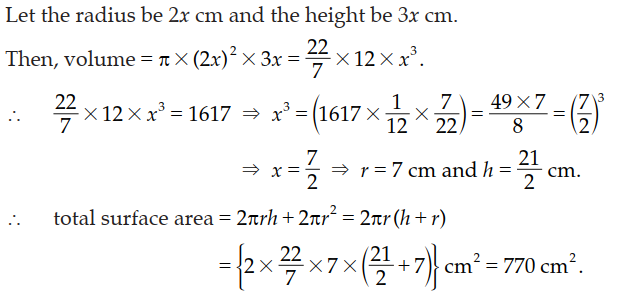 Let the radius be 2x cm and the height be 3x cm.
Then, volume = π × (2x)² × 3x = 22/7 × 12 × x³.
∴ 22/7 × 12 × x³ = 1617 ⇒ x³ = (1617 × 1/12 × 7/22) = (49 × 7)/8 = (7/2)³
⇒ x = 7/2 ⇒ r = 7 cm and h = 21/2 cm.
∴ total surface area = 2πrh + 2πr² = 2πr(h + r)
= {2 × 22/7 × 7 × (21/2 + 7)} cm² = 770 cm².